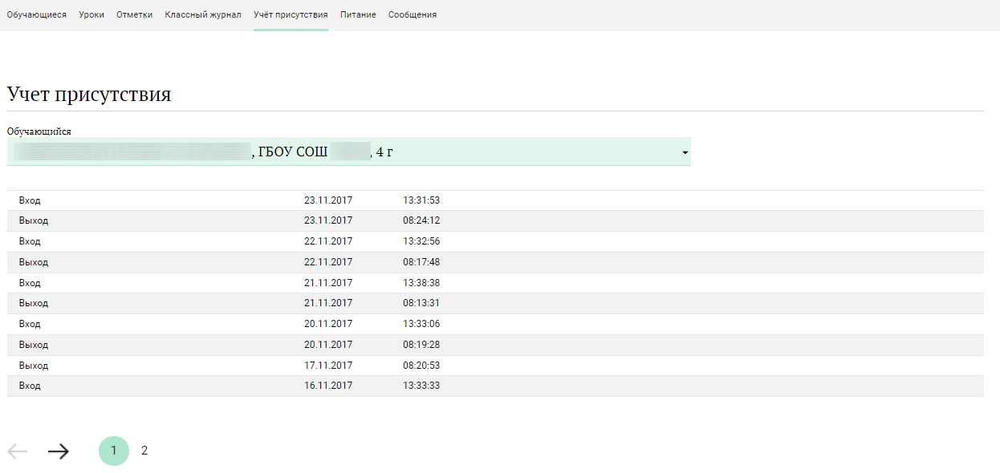 Обучающиеся Уроки Отметки Классный журнал Учёт присутствия Питание Сообщения
Учет присутствия
Обучающийся
, ГБОУ СОШ , 4 г
Вход 23.11.2017 13:31:53
Выход 23.11.2017 08:24:12
Вход 22.11.2017 13:32:56
Выход 22.11.2017 08:17:48
Вход 21.11.2017 13:38:38
Выход 21.11.2017 08:13:31
Вход 20.11.2017 13:33:06
Выход 20.11.2017 08:19:28
Выход 17.11.2017 08:20:53
Вход 16.11.2017 13:33:33
1 2